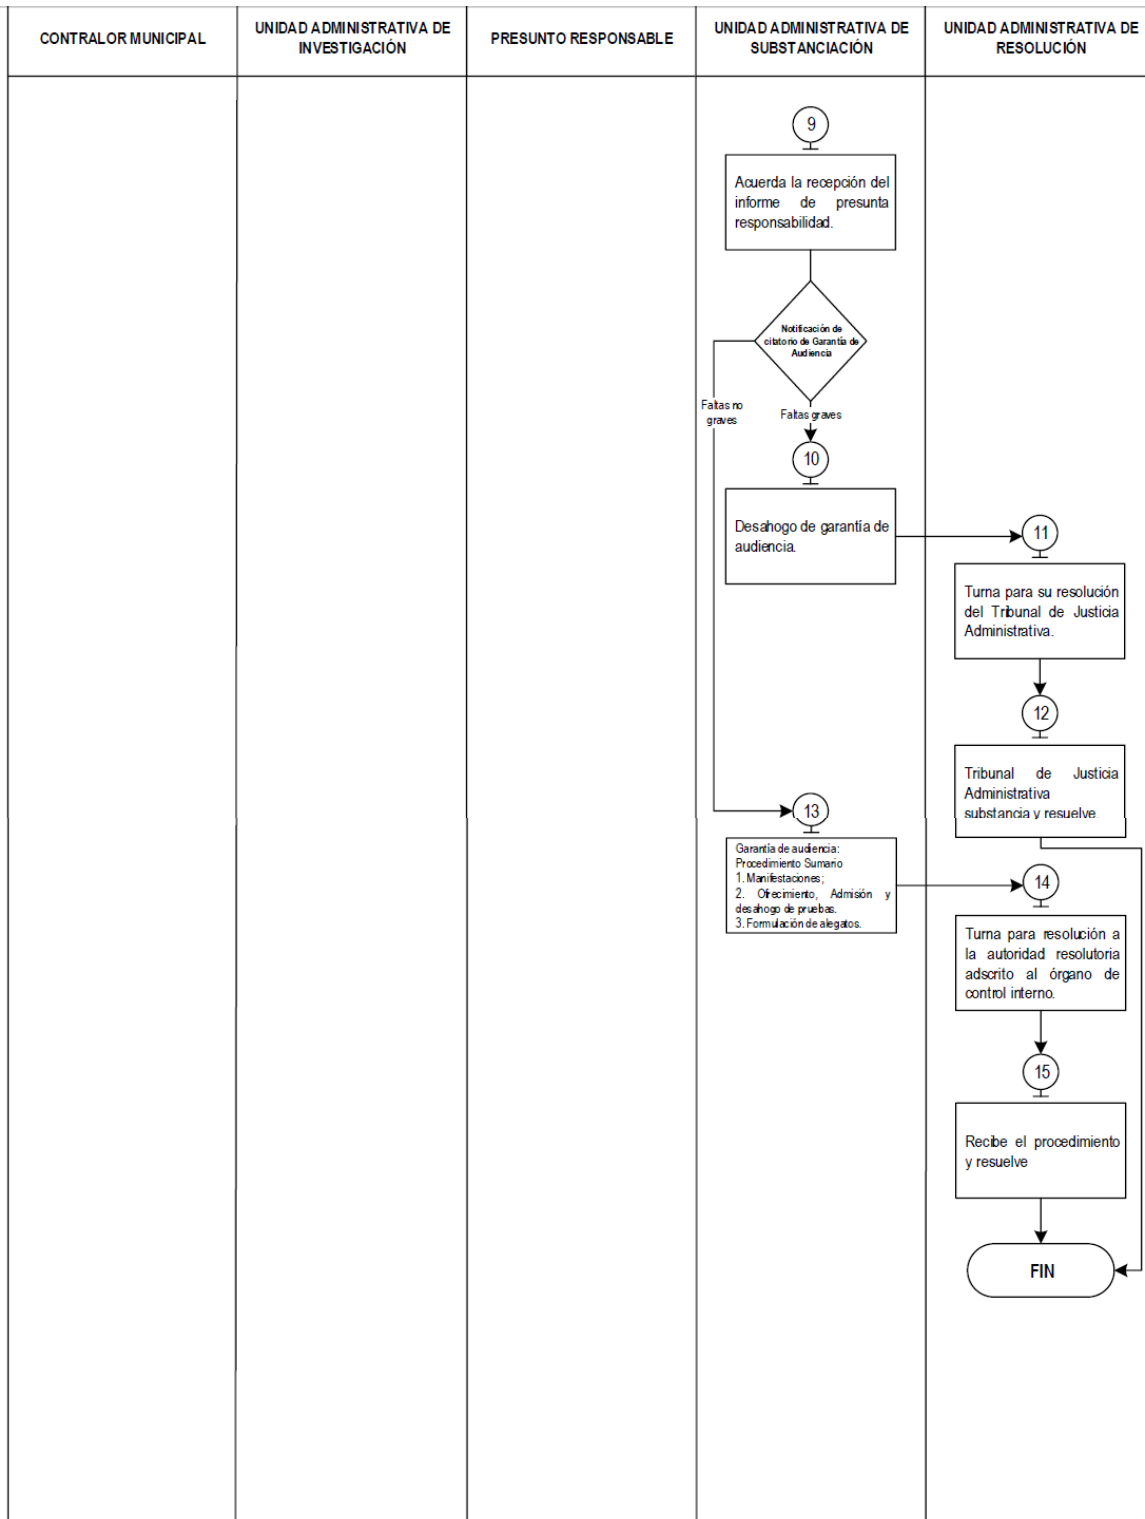 CONTRALOR MUNICIPAL
UNIDAD ADMINISTRATIVA DE
INVESTIGACIÓN
PRESUNTO RESPONSABLE
UNIDAD ADMINISTRATIVA DE
SUBSTANCIACIÓN
UNIDAD ADMINISTRATIVA DE
RESOLUCIÓN
9
Acuerda la recepción del
informe de presunta
responsabilidad.
Notificación de
citatorio de Garantía de
Audiencia
Faltas no
graves
Faltas graves
10
Desahogo de garantía de
audiencia.
11
Turna para su resolución
del Tribunal de Justicia
Administrativa.
12
Tribunal de Justicia
Administrativa
substancia y resuelve.
13
Garantía de audiencia:
Procedimiento Sumario
1. Manifestaciones;
2. Ofrecimiento, Admisión y
desahogo de pruebas.
3. Formulación de alegatos.
14
Turna para resolución a
la autoridad resolutoria
adscrito al órgano de
control interno.
15
Recibe el procedimiento
y resuelve
FIN